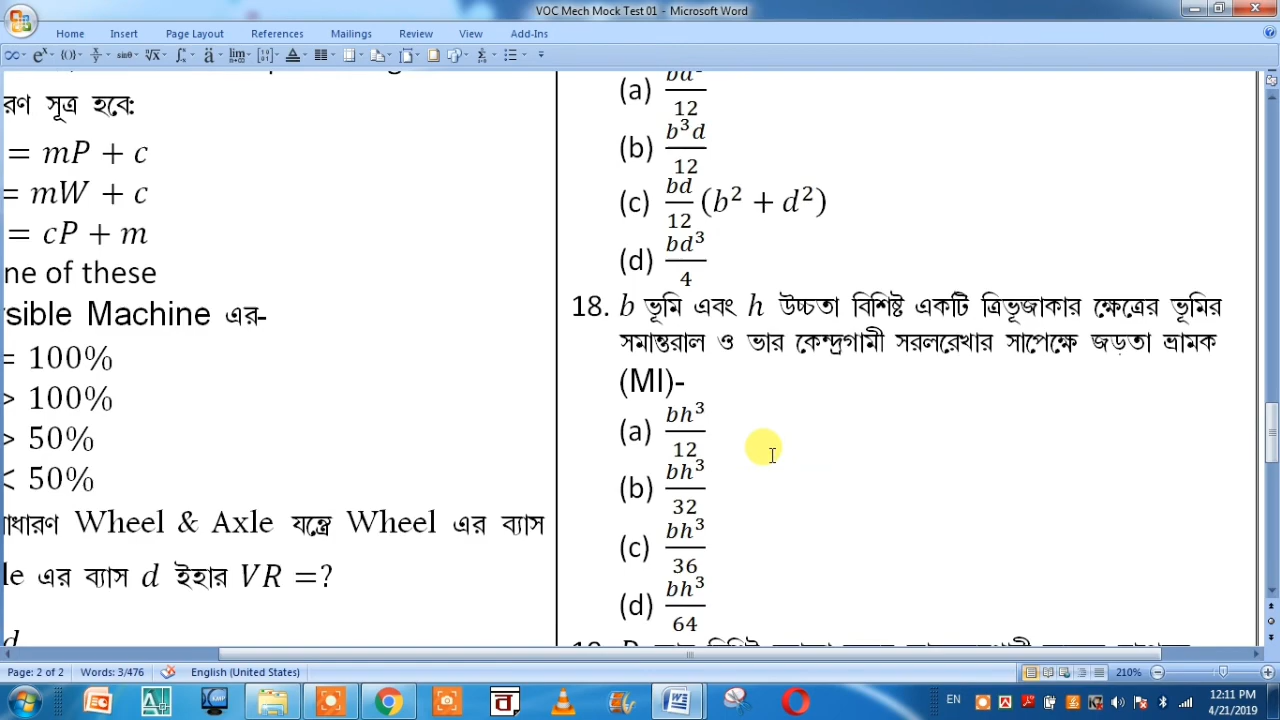 VOC Mech Mock Test 01 - Microsoft Word
Home Insert Page Layout References Mailings Review View Add-Ins
রণ সূত্র হবে:
= mP + c
= mW + c
= cP + m
ne of these
rsible Machine এর-
= 100%
> 100%
> 50%
< 50%
াধারণ Wheel & Axle যন্ত্রে Wheel এর ব্যাস
le এর ব্যাস d ইহার VR =?
d
(a) bd³/12
(b) b³d/12
(c) bd/12 (b² + d²)
(d) bd³/4
18. b ভূমি এবং h উচ্চতা বিশিষ্ট একটি ত্রিভূজাকার ক্ষেত্রের ভূমির
সমান্তরাল ও ভার কেন্দ্রগামী সরলরেখার সাপেক্ষে জড়তা ভ্রামক
(MI)-
(a) bh³/12
(b) bh³/32
(c) bh³/36
(d) bh³/64
Page: 2 of 2 Words: 3/476 English (United States) 210%
EN 12:11 PM
4/21/2019